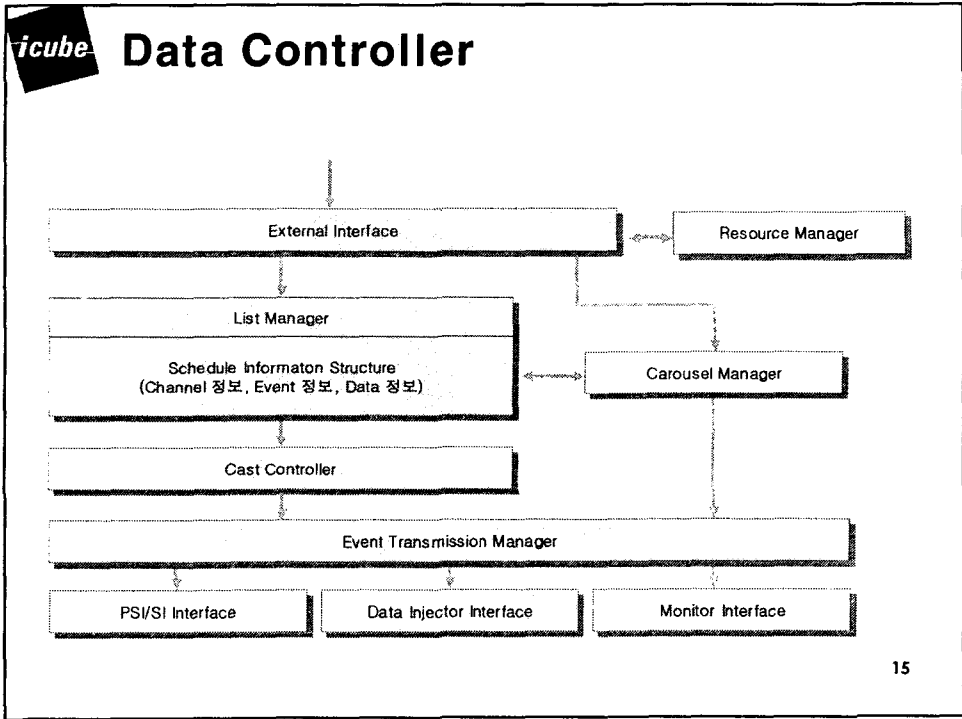 icube
Data Controller
External Interface
Resource Manager
List Manager
Schedule Informaton Structure
(Channel 정보, Event 정보, Data 정보)
Carousel Manager
Cast Controller
Event Transmission Manager
PSI/SI Interface
Data Injector Interface
Monitor Interface
15